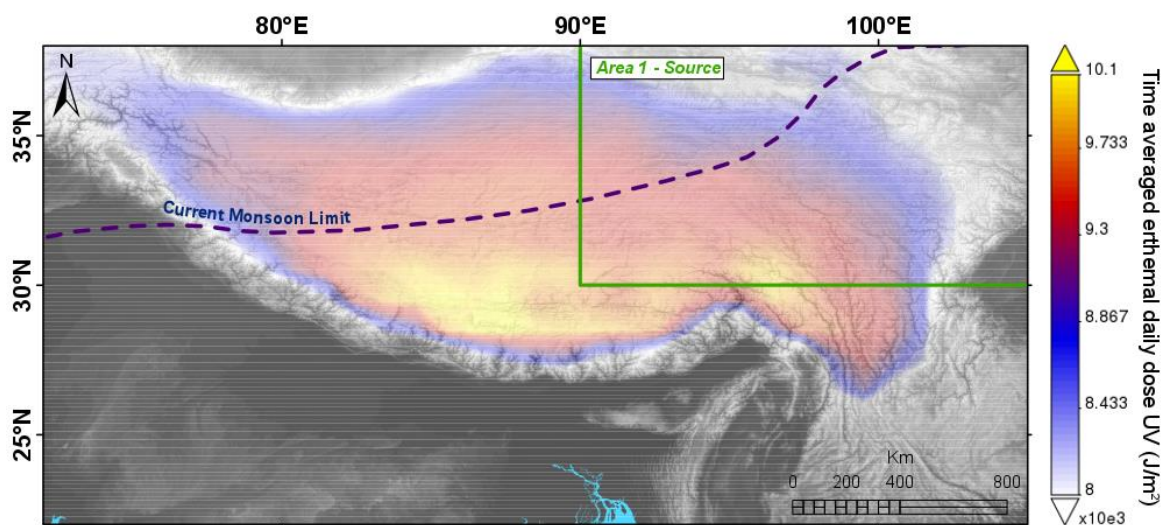 80°E 90°E 100°E
N
Area 1 - Source
10.1
35°N
9.733
Current Monsoon Limit
9.3
30°N
8.867
8.433
25°N
Km
0 200 400 800
8
x10e3
Time averaged erthermal daily dose UV (J/m²)